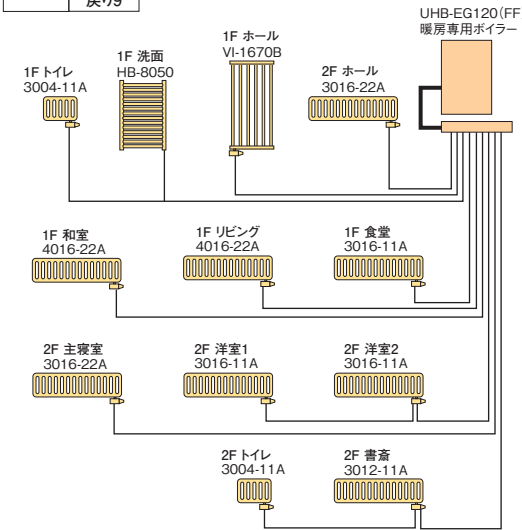 戻り9
UHB-EG120（FF
暖房専用ボイラー
1F トイレ
3004-11A
1F 洗面
HB-8050
1F ホール
VI-1670B
2F ホール
3016-22A
1F 和室
4016-22A
1F リビング
4016-22A
1F 食堂
3016-11A
2F 主寝室
3016-22A
2F 洋室1
3016-11A
2F 洋室2
3016-11A
2F トイレ
3004-11A
2F 書斎
3012-11A